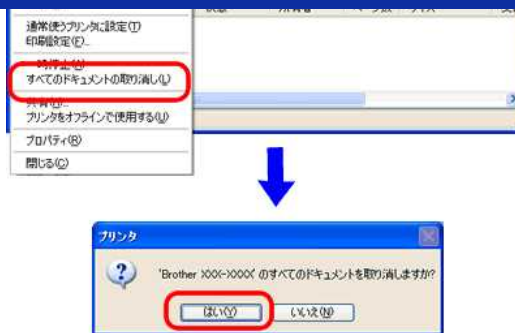 通常使うプリンタに設定(T)
印刷設定(F)...
一時停止(A)
すべてのドキュメントの取り消し(L)
共有(H)...
プリンタをオフラインで使用する(U)
プロパティ(R)
閉じる(C)
プリンタ
'Brother XXX-XXXX' のすべてのドキュメントを取り消しますか?
はい(Y)
いいえ(N)